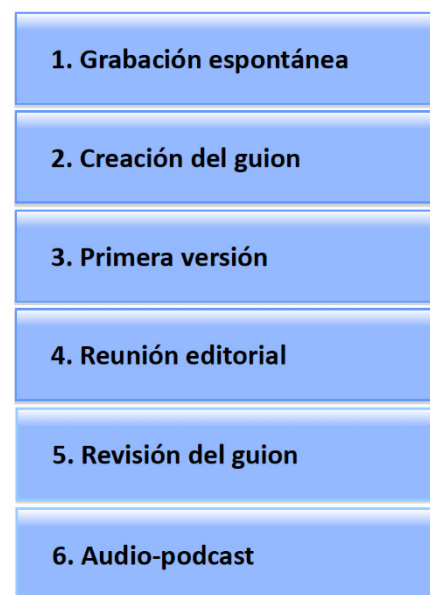 1. Grabación espontánea
2. Creación del guion
3. Primera versión
4. Reunión editorial
5. Revisión del guion
6. Audio-podcast